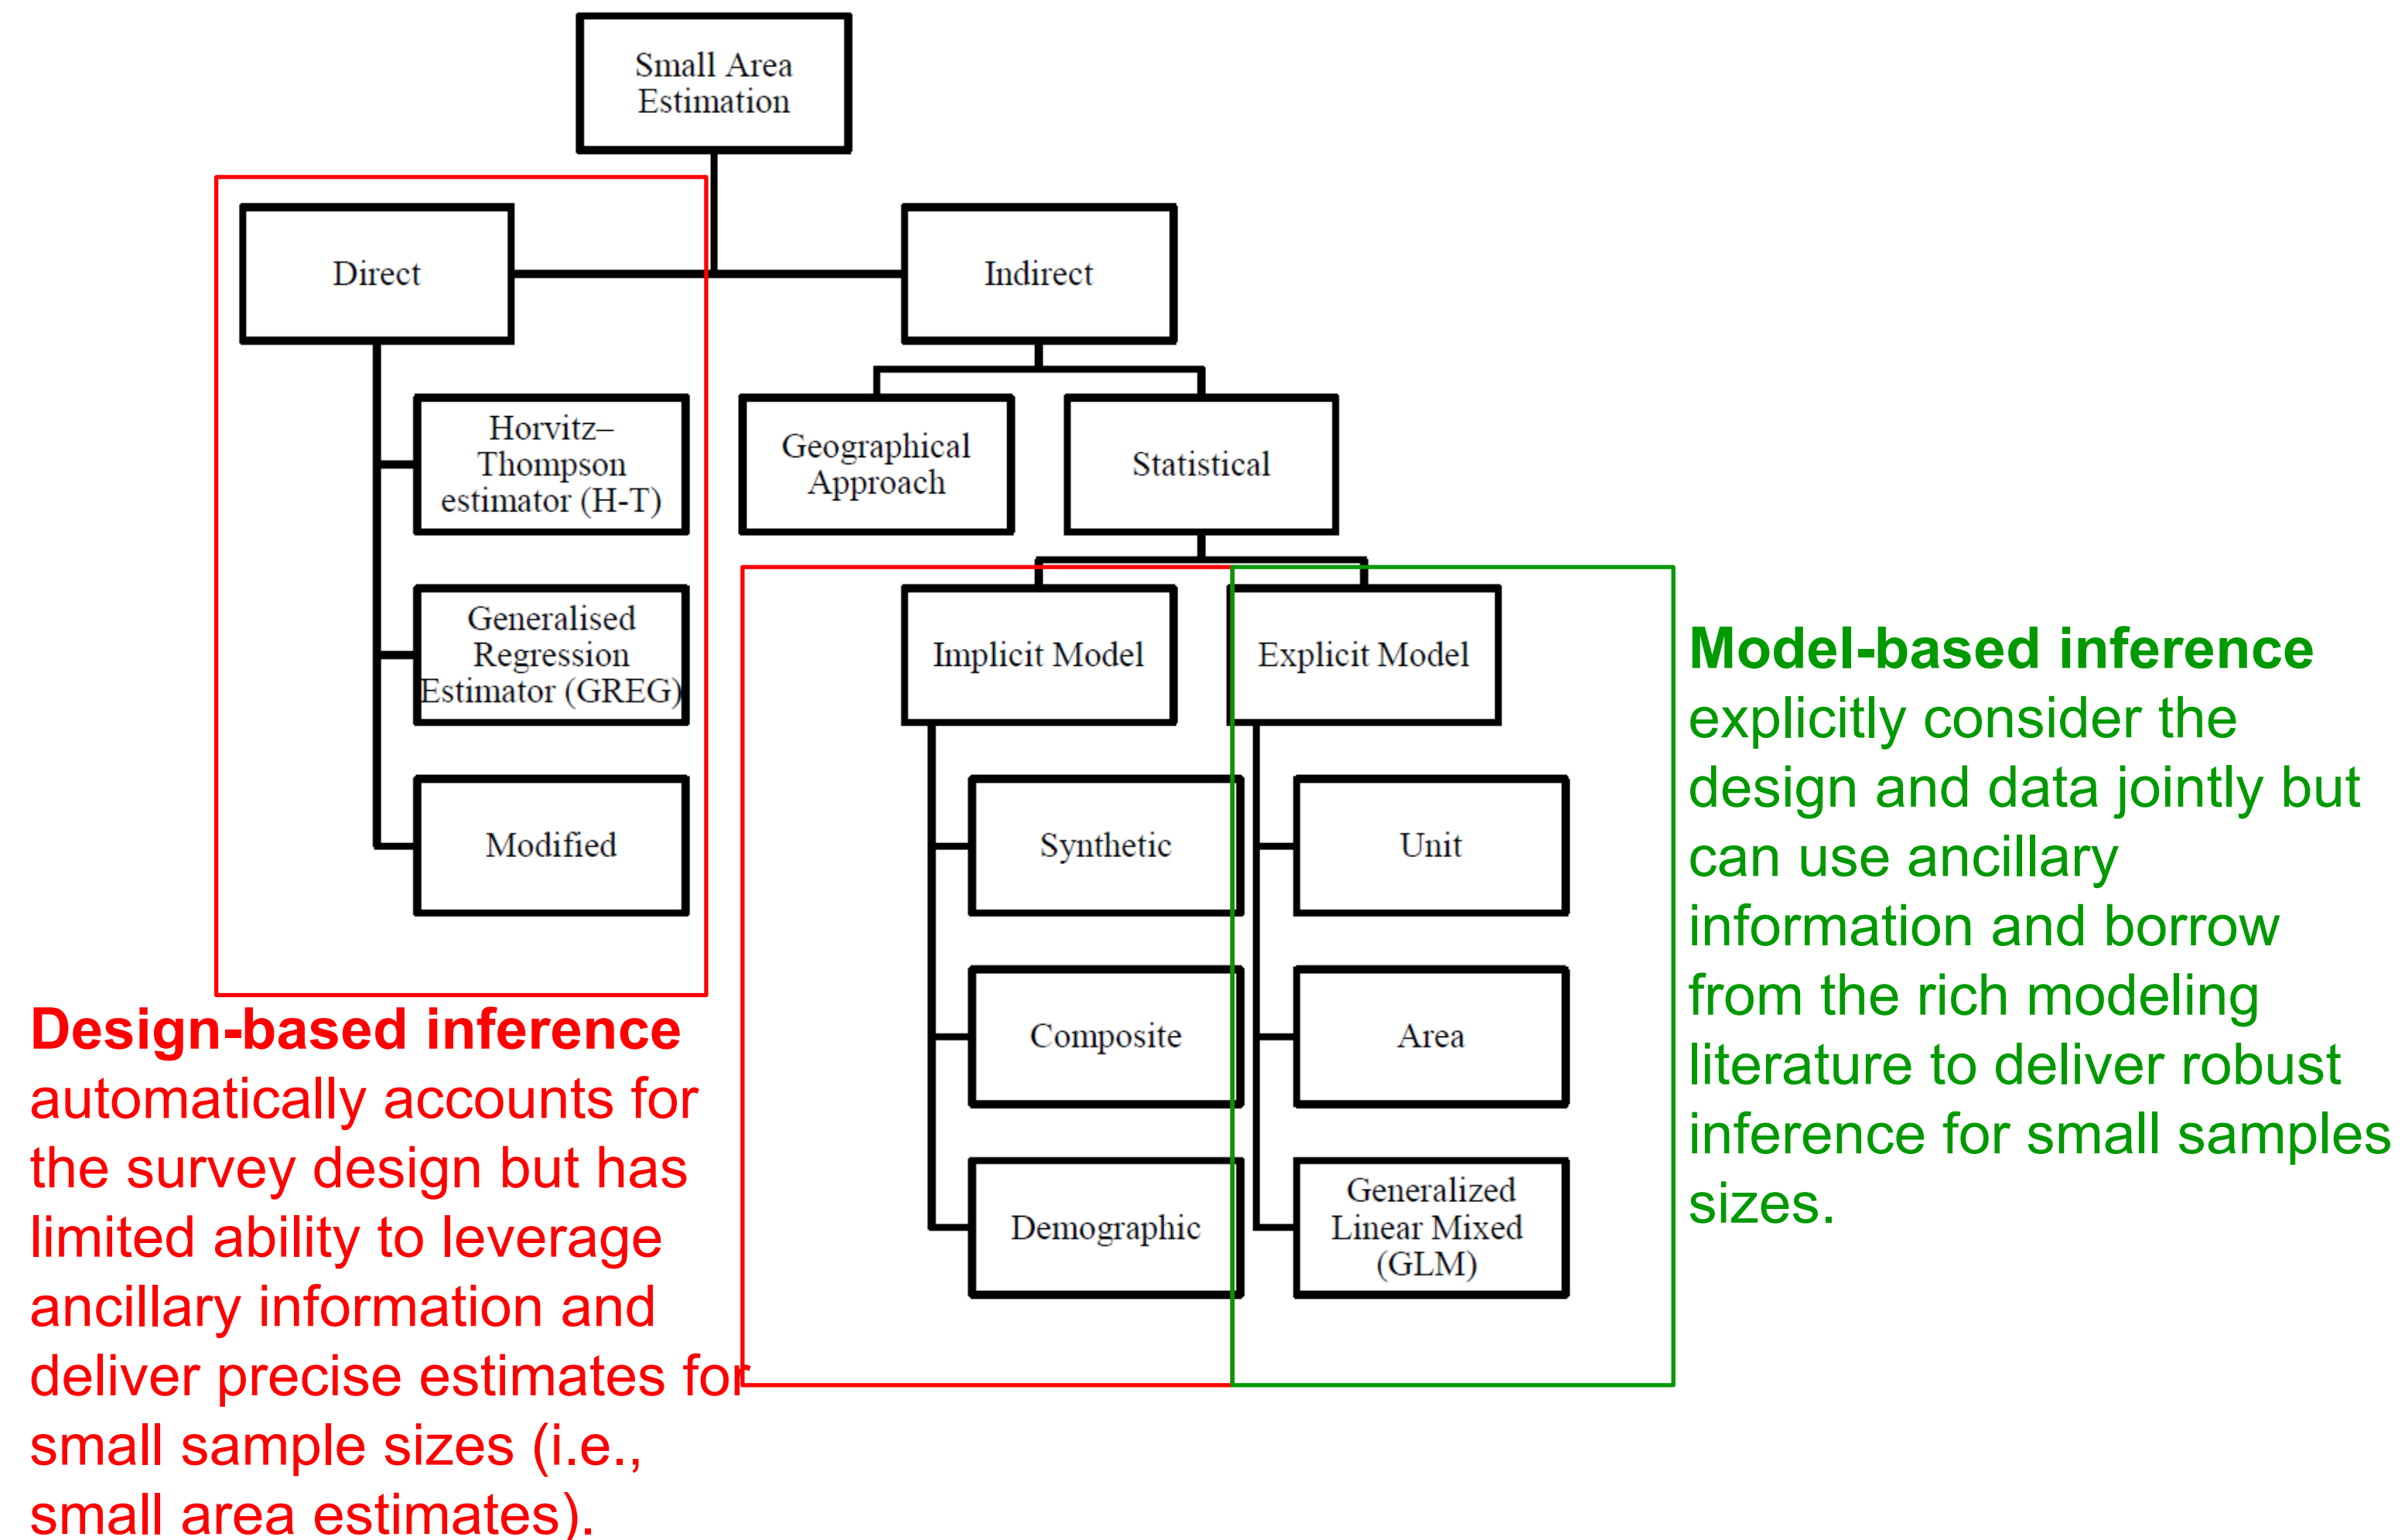 Small Area
Estimation
Direct
Indirect
Horvitz–
Thompson
estimator (H-T)
Geographical
Approach
Statistical
Generalised
Regression
Estimator (GREG)
Implicit Model
Explicit Model
Modified
Synthetic
Unit
Composite
Area
Demographic
Generalized
Linear Mixed
(GLM)
Design-based inference
automatically accounts for
the survey design but has
limited ability to leverage
ancillary information and
deliver precise estimates for
small sample sizes (i.e.,
small area estimates).
Model-based inference
explicitly consider the
design and data jointly but
can use ancillary
information and borrow
from the rich modeling
literature to deliver robust
inference for small samples
sizes.